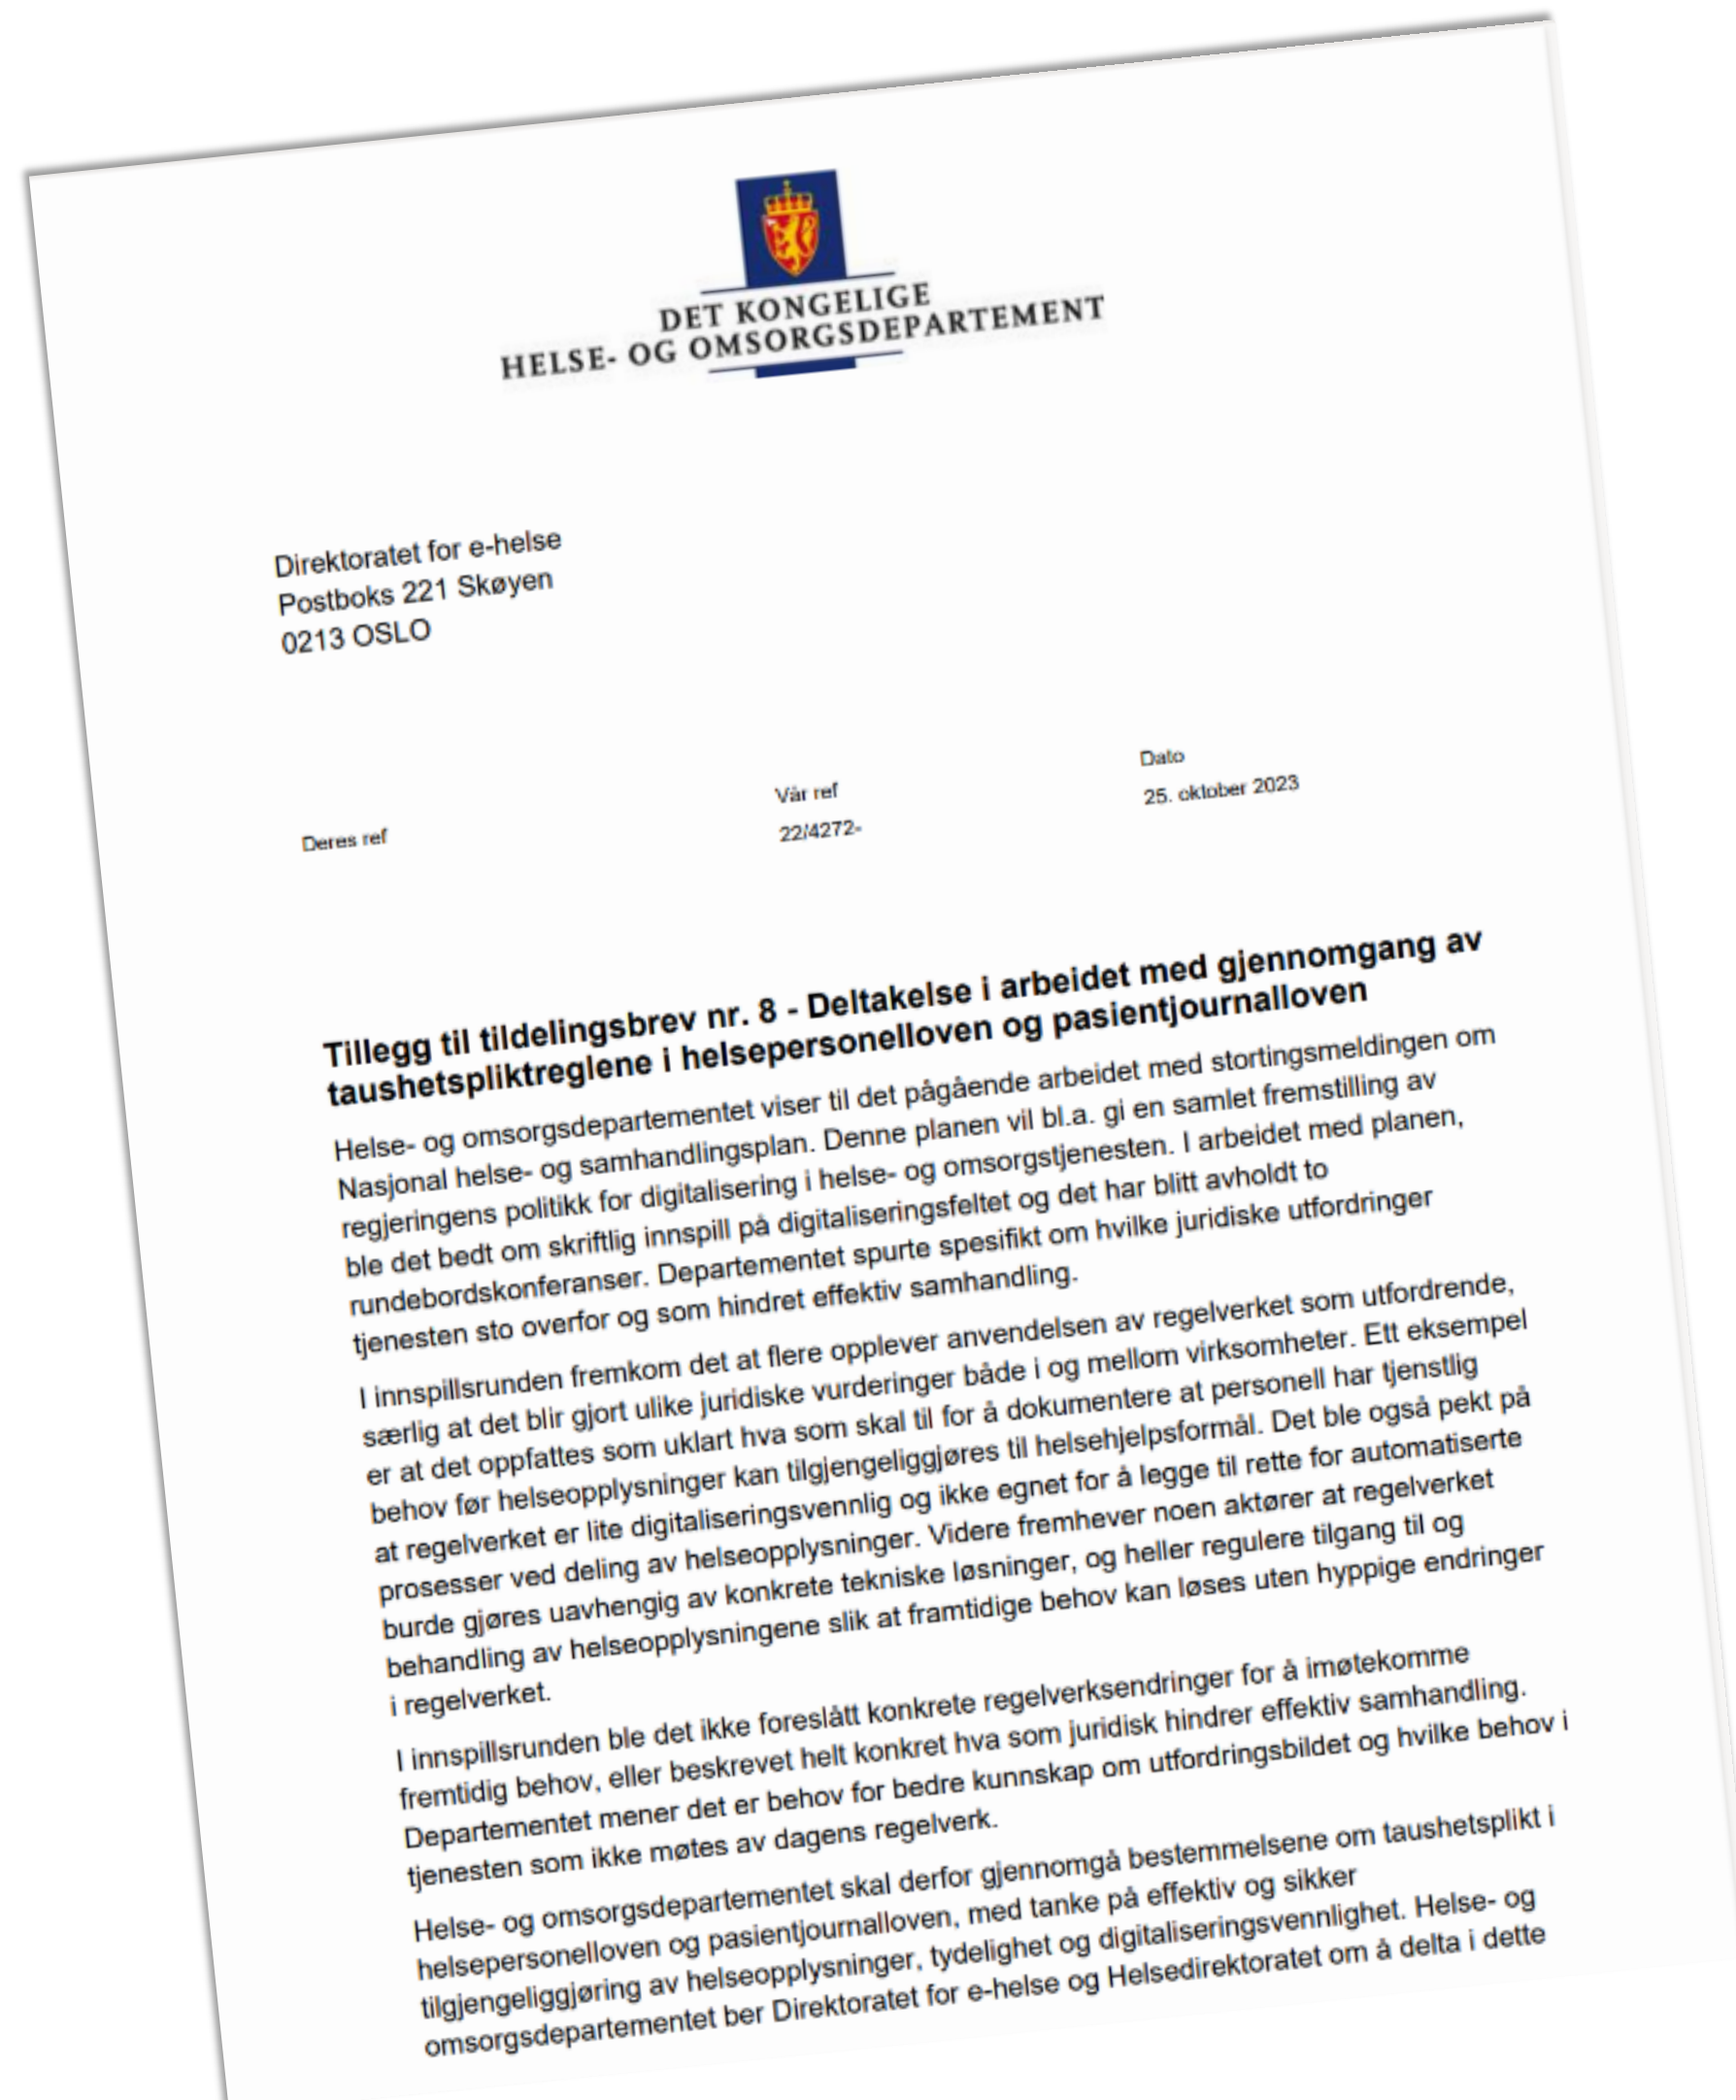 DET KONGELIGE
HELSE- OG OMSORGSDEPARTEMENT
Direktoratet for e-helse
Postboks 221 Skøyen
0213 OSLO
Deres ref
Vår ref
22/4272-
Dato
25. oktober 2023
Tillegg til tildelingsbrev nr. 8 - Deltakelse i arbeidet med gjennomgang av
taushetspliktreglene i helsepersonelloven og pasientjournalloven
Helse- og omsorgsdepartementet viser til det pågående arbeidet med stortingsmeldingen om
Nasjonal helse- og samhandlingsplan. Denne planen vil bl.a. gi en samlet fremstilling av
regjeringens politikk for digitalisering i helse- og omsorgstjenesten. I arbeidet med planen,
ble det bedt om skriftlig innspill på digitaliseringsfeltet og det har blitt avholdt to
rundebordskonferanser. Departementet spurte spesifikt om hvilke juridiske utfordringer
tjenesten sto overfor og som hindret effektiv samhandling.
I innspillsrunden fremkom det at flere opplever anvendelsen av regelverket som utfordrende,
særlig at det blir gjort ulike juridiske vurderinger både i og mellom virksomheter. Ett eksempel
er at det oppfattes som uklart hva som skal til for å dokumentere at personell har tjenstlig
behov før helseopplysninger kan tilgjengeliggjøres til helsehjelpsformål. Det ble også pekt på
at regelverket er lite digitaliseringsvennlig og ikke egnet for å legge til rette for automatiserte
prosesser ved deling av helseopplysninger. Videre fremhever noen aktører at regelverket
burde gjøres uavhengig av konkrete tekniske løsninger, og heller regulere tilgang til og
behandling av helseopplysningene slik at framtidige behov kan løses uten hyppige endringer
i regelverket.
I innspillsrunden ble det ikke foreslått konkrete regelverksendringer for å imøtekomme
fremtidig behov, eller beskrevet helt konkret hva som juridisk hindrer effektiv samhandling.
Departementet mener det er behov for bedre kunnskap om utfordringsbildet og hvilke behov i
tjenesten som ikke møtes av dagens regelverk.
Helse- og omsorgsdepartementet skal derfor gjennomgå bestemmelsene om taushetsplikt i
helsepersonelloven og pasientjournalloven, med tanke på effektiv og sikker
tilgjengeliggjøring av helseopplysninger, tydelighet og digitaliseringsvennlighet. Helse- og
omsorgsdepartementet ber Direktoratet for e-helse og Helsedirektoratet om å delta i dette